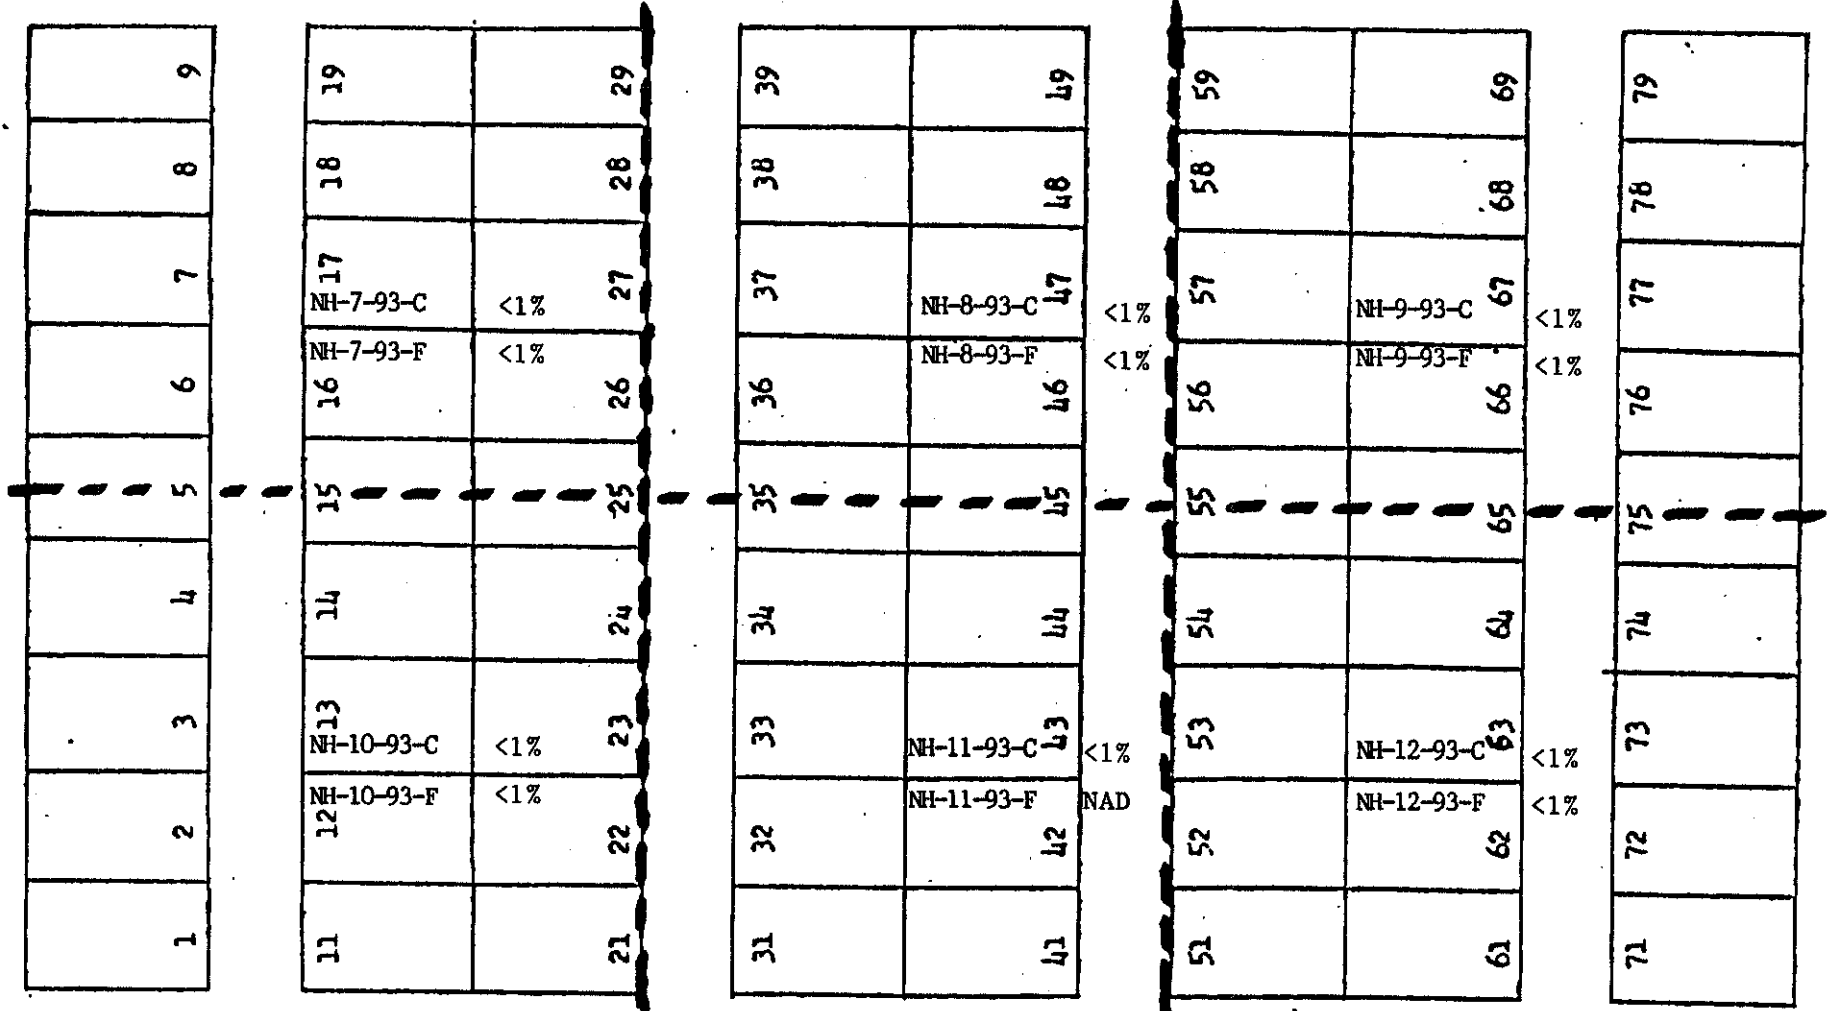 9 19 29 39 49 59 69 79
8 18 28 38 48 58 68 78
7 17 27 37 47 57 67 77
NH-7-93-C <1% NH-8-93-C <1% NH-9-93-C <1%
NH-7-93-F <1% NH-8-93-F <1% NH-9-93-F <1%
6 16 26 36 46 56 66 76
5 15 25 35 45 55 65 75
4 14 24 34 44 54 64 74
3 13 23 33 43 53 53 73
NH-10-93-C <1% NH-11-93-C <1% NH-12-93-C <1%
NH-10-93-F <1% NH-11-93-F NAD NH-12-93-F <1%
2 12 22 32 42 52 62 72
1 11 21 31 41 51 61 71